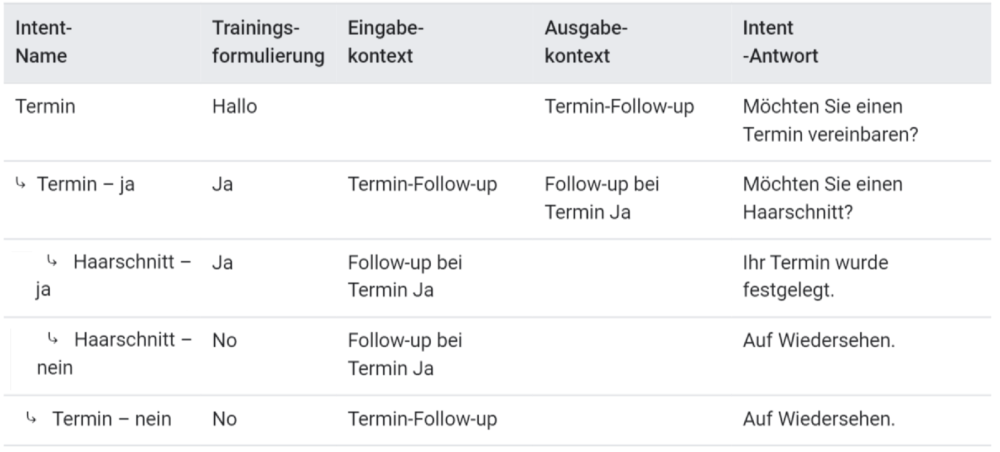 Intent- Trainings- Eingabe- Ausgabe- Intent
Name formulierung kontext kontext -Antwort
Termin Hallo Termin-Follow-up Möchten Sie einen
Termin vereinbaren?
↳ Termin – ja Ja Termin-Follow-up Follow-up bei Möchten Sie einen
Termin Ja Haarschnitt?
↳ Haarschnitt – Ja Follow-up bei Ihr Termin wurde
ja Termin Ja festgelegt.
↳ Haarschnitt – No Follow-up bei Auf Wiedersehen.
nein Termin Ja
↳ Termin – nein No Termin-Follow-up Auf Wiedersehen.